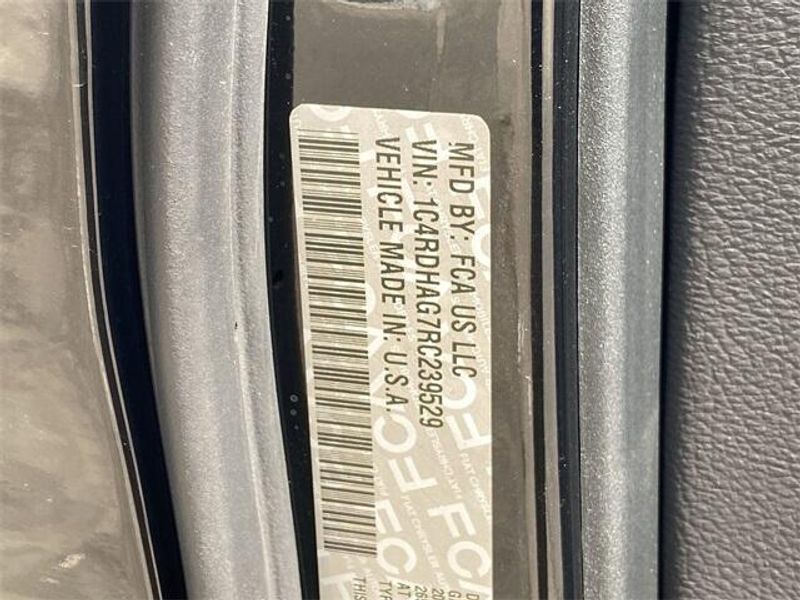 MFD BY: FCA US LLC
VIN: 1C4RDHAG7RC239529
VEHICLE MADE IN: U.S.A.